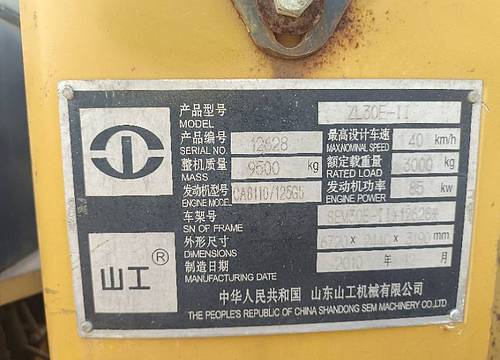 产品型号 ZL30E-II
MODEL
产品编号 12628 最高设计车速 40 km/h
SERIAL NO. MAX.NOMINAL SPEED
整机质量 9500 kg 额定载重量 3000 kg
MASS RATED LOAD
发动机型号 CA6110/125G5 发动机功率 85 kw
ENGINE MODEL ENGINE POWER
车架号
SN OF FRAME
外形尺寸 mm
DIMENSIONS
制造日期 2010 年 12 月
MANUFACTURING DATE
山工®
中华人民共和国 山东山工机械有限公司
THE PEOPLE'S REPUBLIC OF CHINA SHANDONG SEM MACHINERY CO.,LTD